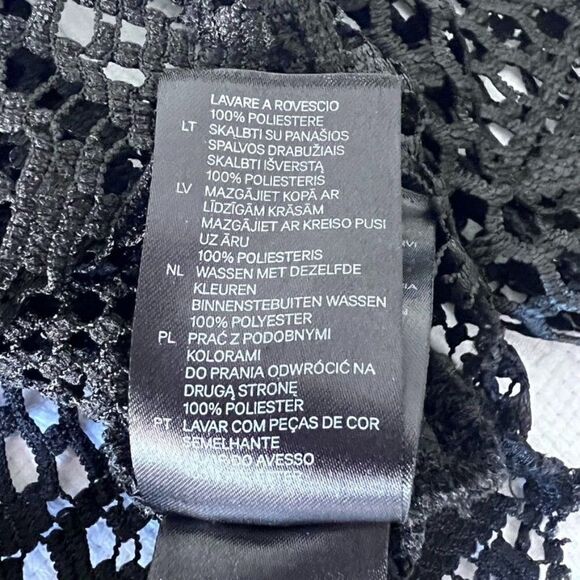 LAVARE A ROVESCIO
100% POLIESTERE
LT SKALBTI SU PANAŠIOS
SPALVOS DRABUŽIAIS
SKALBTI IŠVERSTĄ
100% POLIESTERIS
LV MAZGĀJIET KOPĀ AR
LĪDZĪGĀM KRĀSĀM
MAZGĀJIET AR KREISO PUSI
UZ ĀRU
100% POLIESTERIS
NL WASSEN MET DEZELFDE
KLEUREN
BINNENSTEBUITEN WASSEN
100% POLYESTER
PL PRAĆ Z PODOBNYMI
KOLORAMI
DO PRANIA ODWRÓCIĆ NA
DRUGĄ STRONĘ
100% POLIESTER
PT LAVAR COM PEÇAS DE COR
SEMELHANTE
DO AVESSO